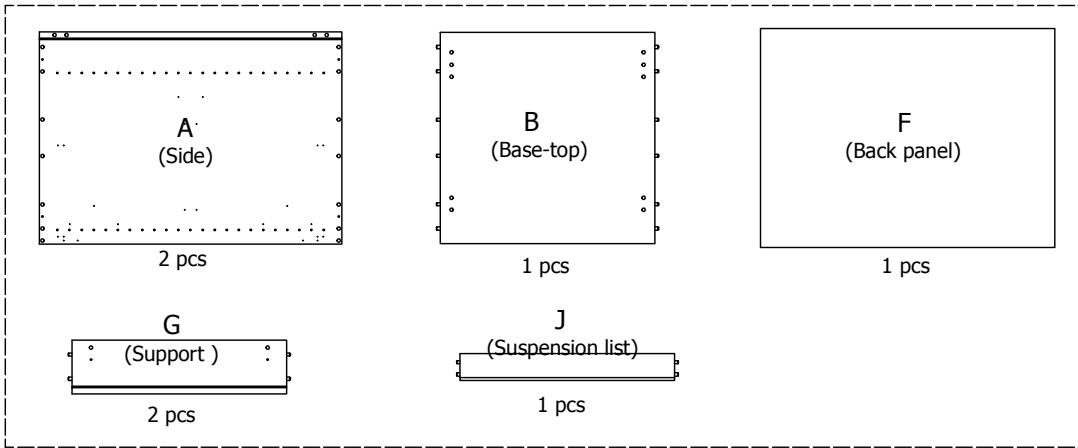 A
(Side)
2 pcs
B
(Base-top)
1 pcs
F
(Back panel)
1 pcs
G
(Support )
2 pcs
J
(Suspension list)
1 pcs